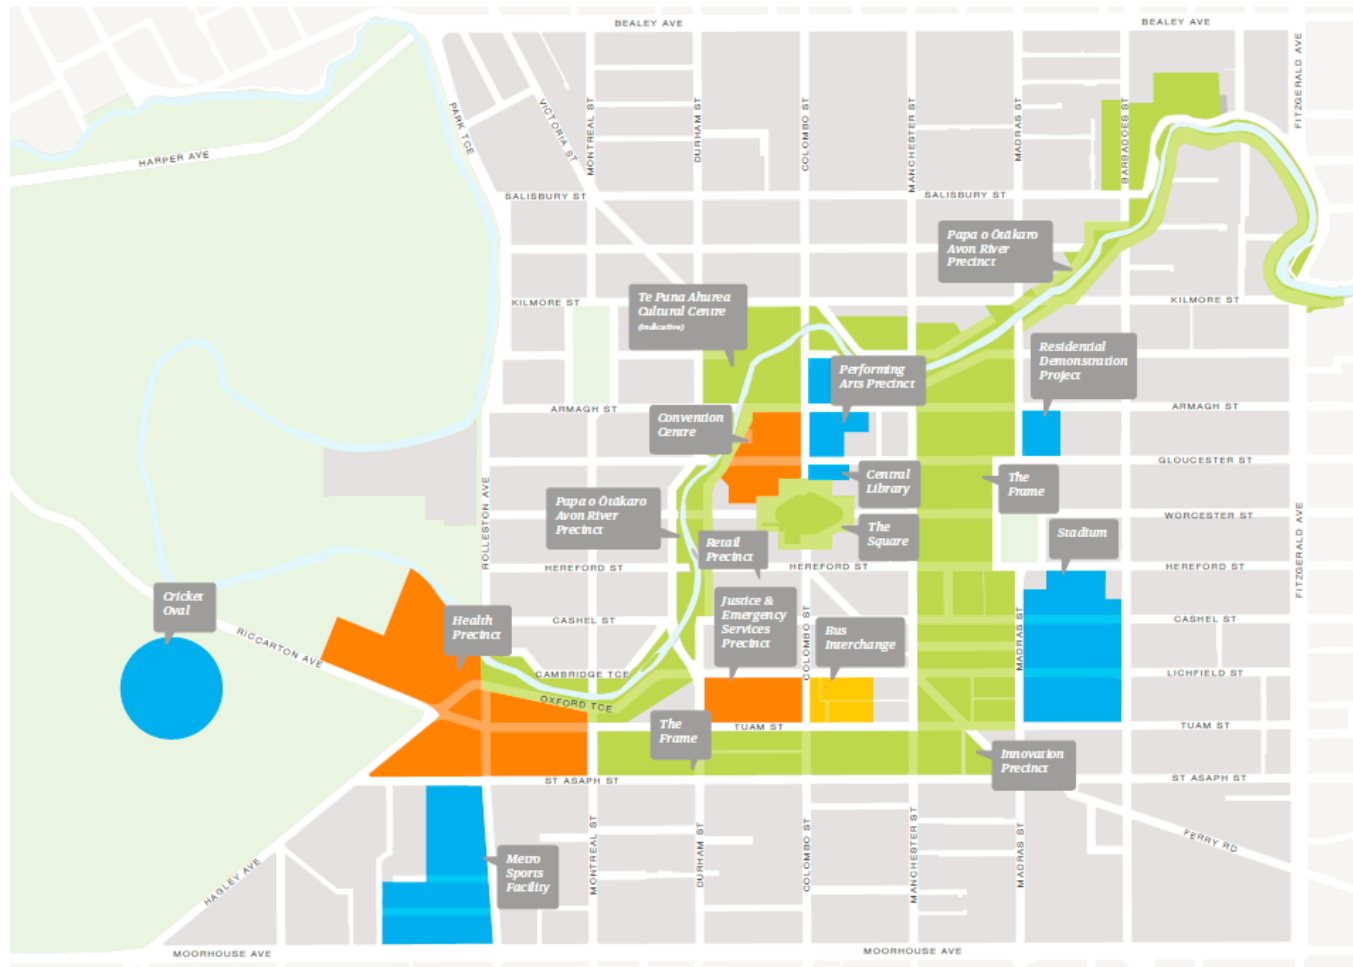 BEALEY AVE
BEALEY AVE
FITZGERALD AVE
PARK TCE
VICTORIA ST
MONTREAL ST
DURHAM ST
COLOMBO ST
MANCHESTER ST
MADRAS ST
BARBADOES ST
HARPER AVE
SALISBURY ST
SALISBURY ST
Papa o Ōtākaro
Avon River
Precinct
Te Puna Ahurea
Cultural Centre
(Indicative)
KILMORE ST
KILMORE ST
Residential
Demonstration
Project
Performing
Arts Precinct
ARMAGH ST
ARMAGH ST
Convention
Centre
GLOUCESTER ST
Central
Library
The
Frame
ROLLESTON AVE
Papa o Ōtākaro
Avon River
Precinct
WORCESTER ST
The
Square
Stadium
FITZGERALD AVE
Retail
Precinct
HEREFORD ST
HEREFORD ST
HEREFORD ST
Cricket
Oval
Justice &
Emergency
Services
Precinct
Health
Precinct
CASHEL ST
CASHEL ST
COLOMBO ST
Bus
Interchange
MADRAS ST
RICCARTON AVE
CAMBRIDGE TCE
LICHFIELD ST
OXFORD TCE
The
Frame
TUAM ST
TUAM ST
Innovation
Precinct
ST ASAPH ST
ST ASAPH ST
FERRY RD
HAGLEY AVE
Metro
Sports
Facility
MONTREAL ST
DURHAM ST
COLOMBO ST
MANCHESTER ST
MADRAS ST
MOORHOUSE AVE
MOORHOUSE AVE